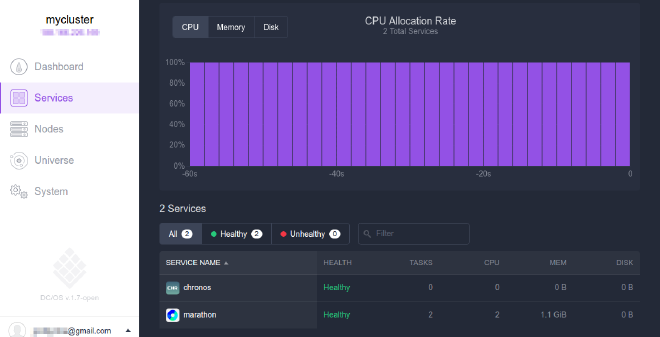 mycluster
Dashboard
Services
Nodes
Universe
System
DC/OS v.1.7-open
@gmail.com
CPU Memory Disk
CPU Allocation Rate
2 Total Services
100%
80%
60%
40%
20%
0%
-60s -40s -20s 0
2 Services
All 2 Healthy 2 Unhealthy 0 Filter
SERVICE NAME HEALTH TASKS CPU MEM DISK
chronos Healthy 0 0 0 B 0 B
marathon Healthy 2 2 1.1 GiB 0 B